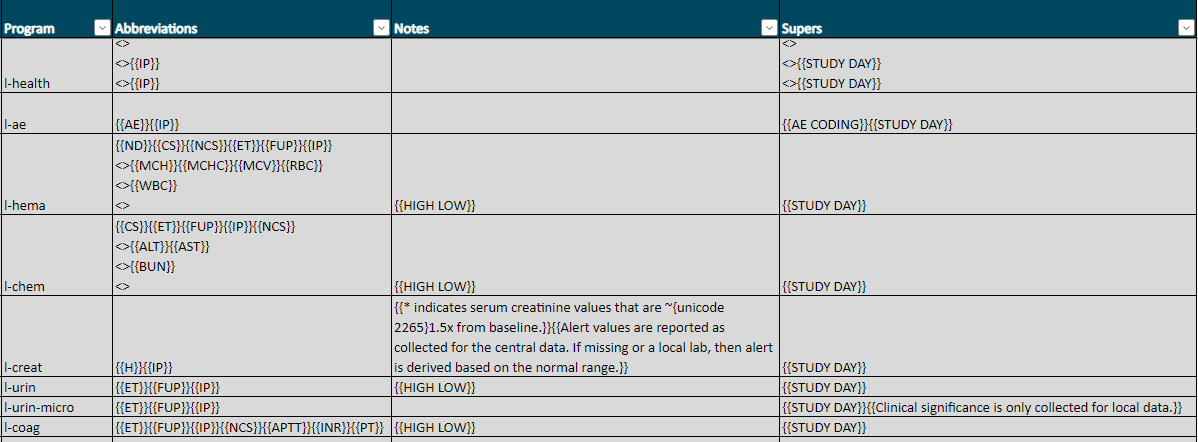 Program Abbreviations Notes Supers
<> <>
<>{{IP}} <>{{STUDY DAY}}
l-health <>{{IP}} <>{{STUDY DAY}}
l-ae {{AE}}{{IP}} {{AE CODING}}{{STUDY DAY}}
{{ND}}{{CS}}{{NCS}}{{ET}}{{FUP}}{{IP}}
<>{{MCH}}{{MCHC}}{{MCV}}{{RBC}}
<>{{WBC}}
l-hema <> {{HIGH LOW}} {{STUDY DAY}}
{{CS}}{{ET}}{{FUP}}{{IP}}{{NCS}}
<>{{ALT}}{{AST}}
<>{{BUN}}
l-chem <> {{HIGH LOW}} {{STUDY DAY}}
{{* indicates serum creatinine values that are ~{unicode
2265}1.5x from baseline.}}{{Alert values are reported as
collected for the central data. If missing or a local lab, then alert
l-creat {{H}}{{IP}} is derived based on the normal range.}} {{STUDY DAY}}
l-urin {{ET}}{{FUP}}{{IP}} {{HIGH LOW}} {{STUDY DAY}}
l-urin-micro {{ET}}{{FUP}}{{IP}} {{STUDY DAY}}{{Clinical significance is only collected for local data.}}
l-coag {{ET}}{{FUP}}{{IP}}{{NCS}}{{APTT}}{{INR}}{{PT}} {{HIGH LOW}} {{STUDY DAY}}